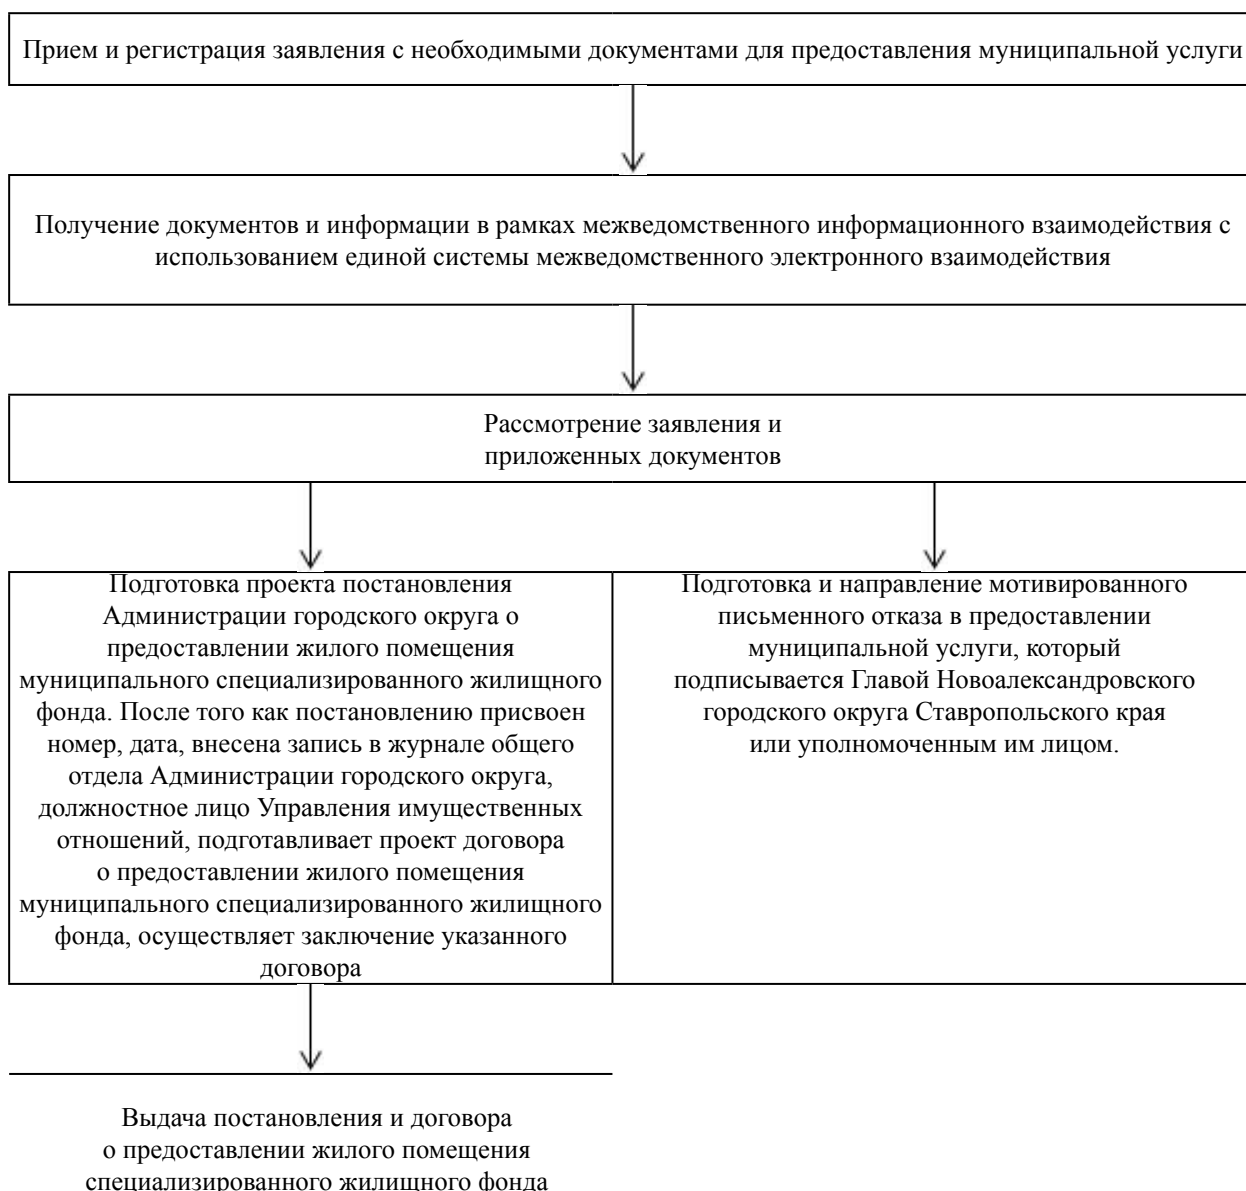 Прием и регистрация заявления с необходимыми документами для предоставления муниципальной услуги
Получение документов и информации в рамках межведомственного информационного взаимодействия с
использованием единой системы межведомственного электронного взаимодействия
Рассмотрение заявления и
приложенных документов
Подготовка проекта постановления
Администрации городского округа о
предоставлении жилого помещения
муниципального специализированного жилищного
фонда. После того как постановлению присвоен
номер, дата, внесена запись в журнале общего
отдела Администрации городского округа,
должностное лицо Управления имущественных
отношений, подготавливает проект договора
о предоставлении жилого помещения
муниципального специализированного жилищного
фонда, осуществляет заключение указанного
договора
Подготовка и направление мотивированного
письменного отказа в предоставлении
муниципальной услуги, который
подписывается Главой Новоалександровского
городского округа Ставропольского края
или уполномоченным им лицом.
Выдача постановления и договора
о предоставлении жилого помещения
специализированного жилищного фонда